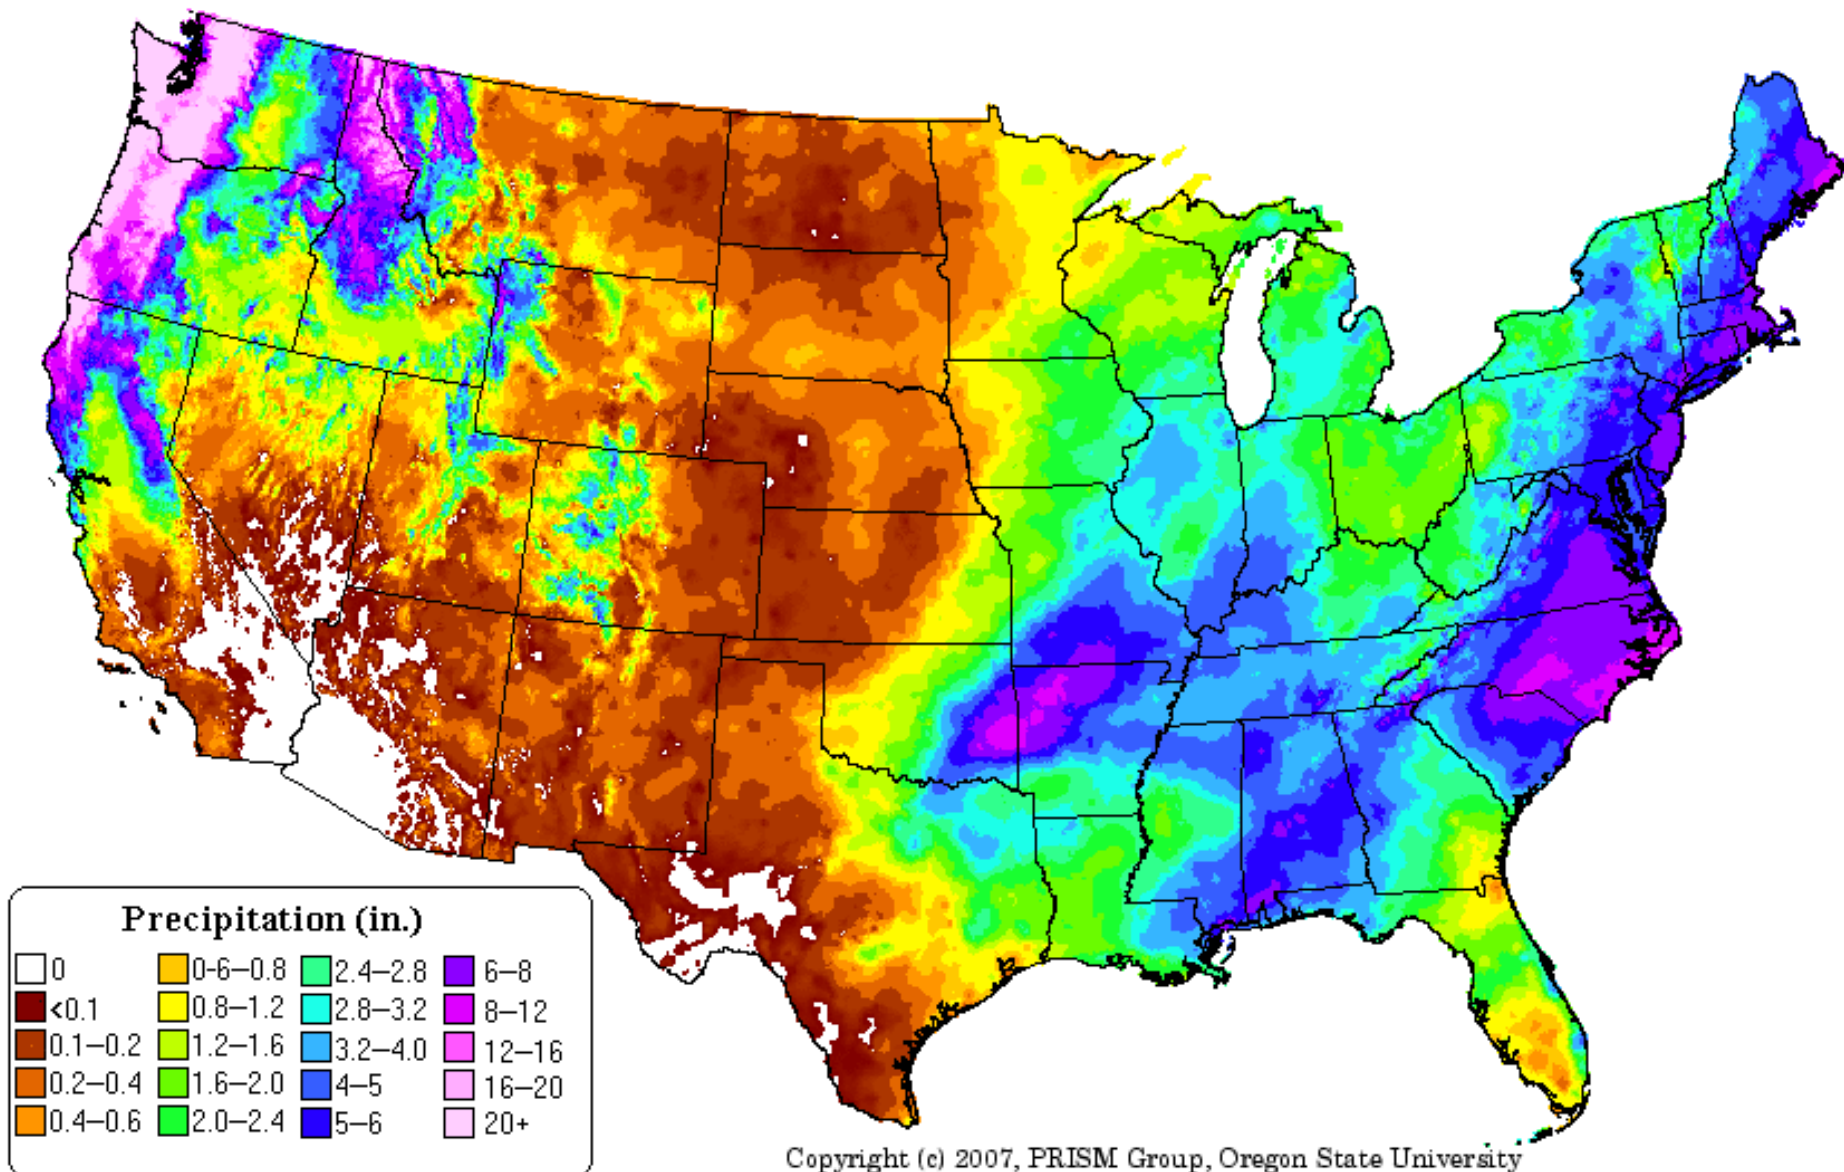 Precipitation (in.)
0 0-6–0.8 2.4–2.8 6–8
<0.1 0.8–1.2 2.8–3.2 8–12
0.1–0.2 1.2–1.6 3.2–4.0 12–16
0.2–0.4 1.6–2.0 4–5 16–20
0.4–0.6 2.0–2.4 5–6 20+
Copyright (c) 2007, PRISM Group, Oregon State University